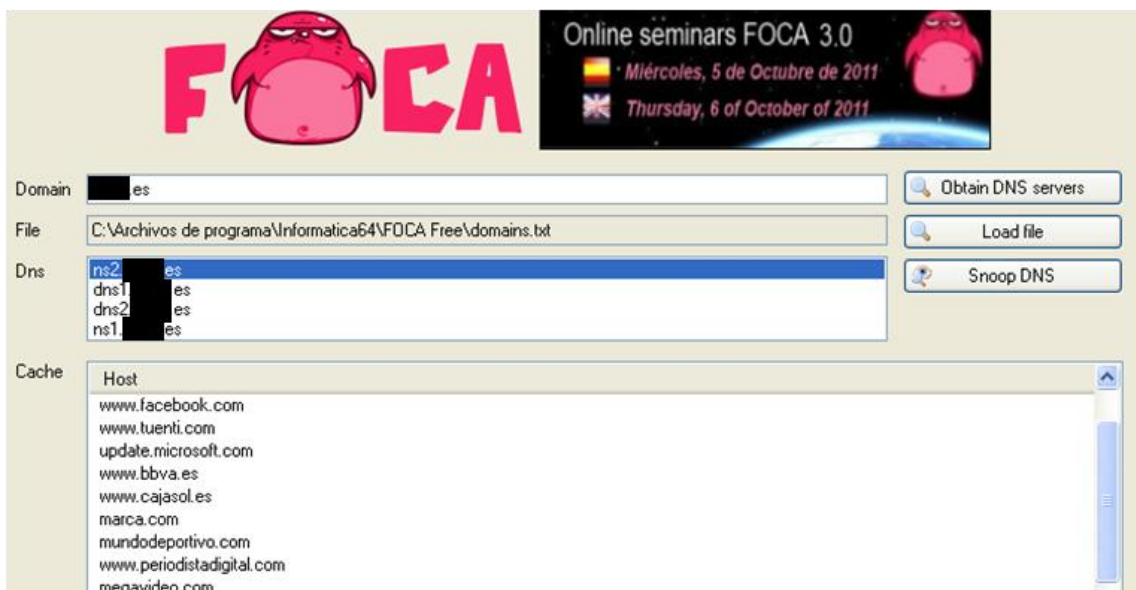 FOCA
Online seminars FOCA 3.0
Miércoles, 5 de Octubre de 2011
Thursday, 6 of October of 2011
Domain .es Obtain DNS servers
File C:\Archivos de programa\Informatica64\FOCA Free\domains.txt Load file
Dns ns2. es Snoop DNS
dns1. es
dns2 es
ns1. es
Cache Host
www.facebook.com
www.tuenti.com
update.microsoft.com
www.bbva.es
www.cajasol.es
marca.com
mundodeportivo.com
www.periodistadigital.com
megavideo.com